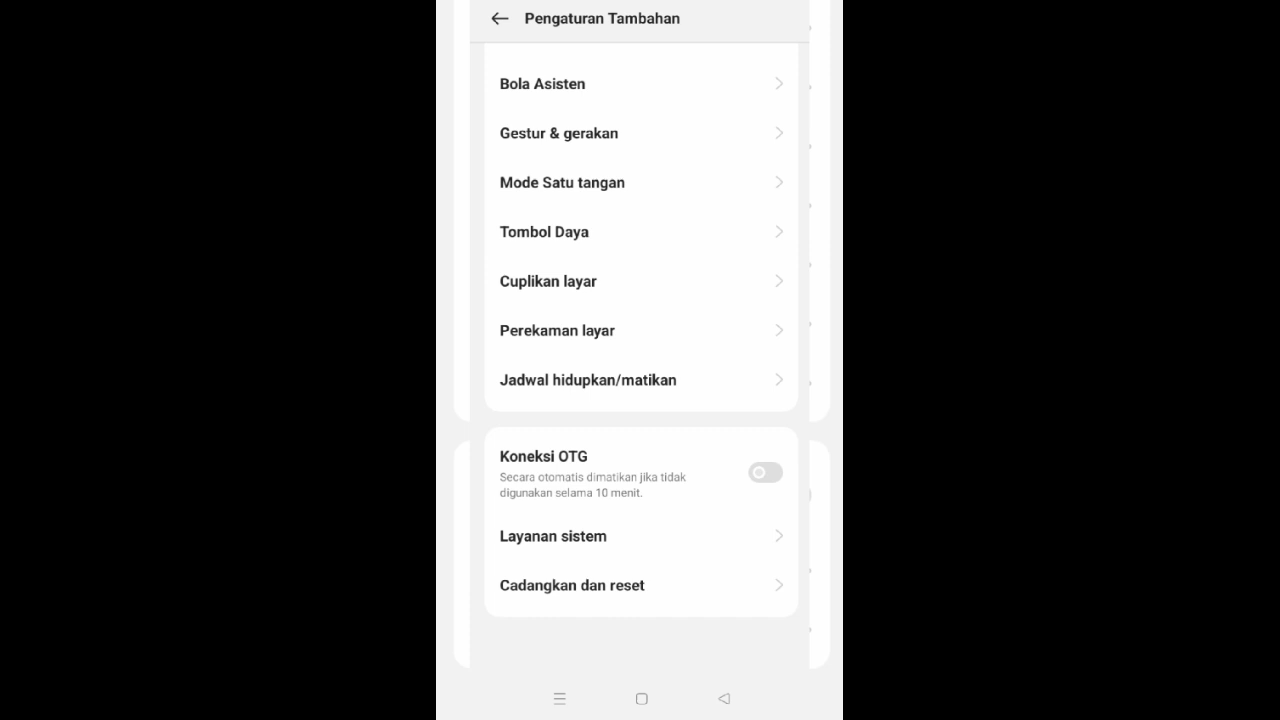 Pengaturan Tambahan
Bola Asisten
Gestur & gerakan
Mode Satu tangan
Tombol Daya
Cuplikan layar
Perekaman layar
Jadwal hidupkan/matikan
Koneksi OTG
Secara otomatis dimatikan jika tidak
digunakan selama 10 menit.
Layanan sistem
Cadangkan dan reset